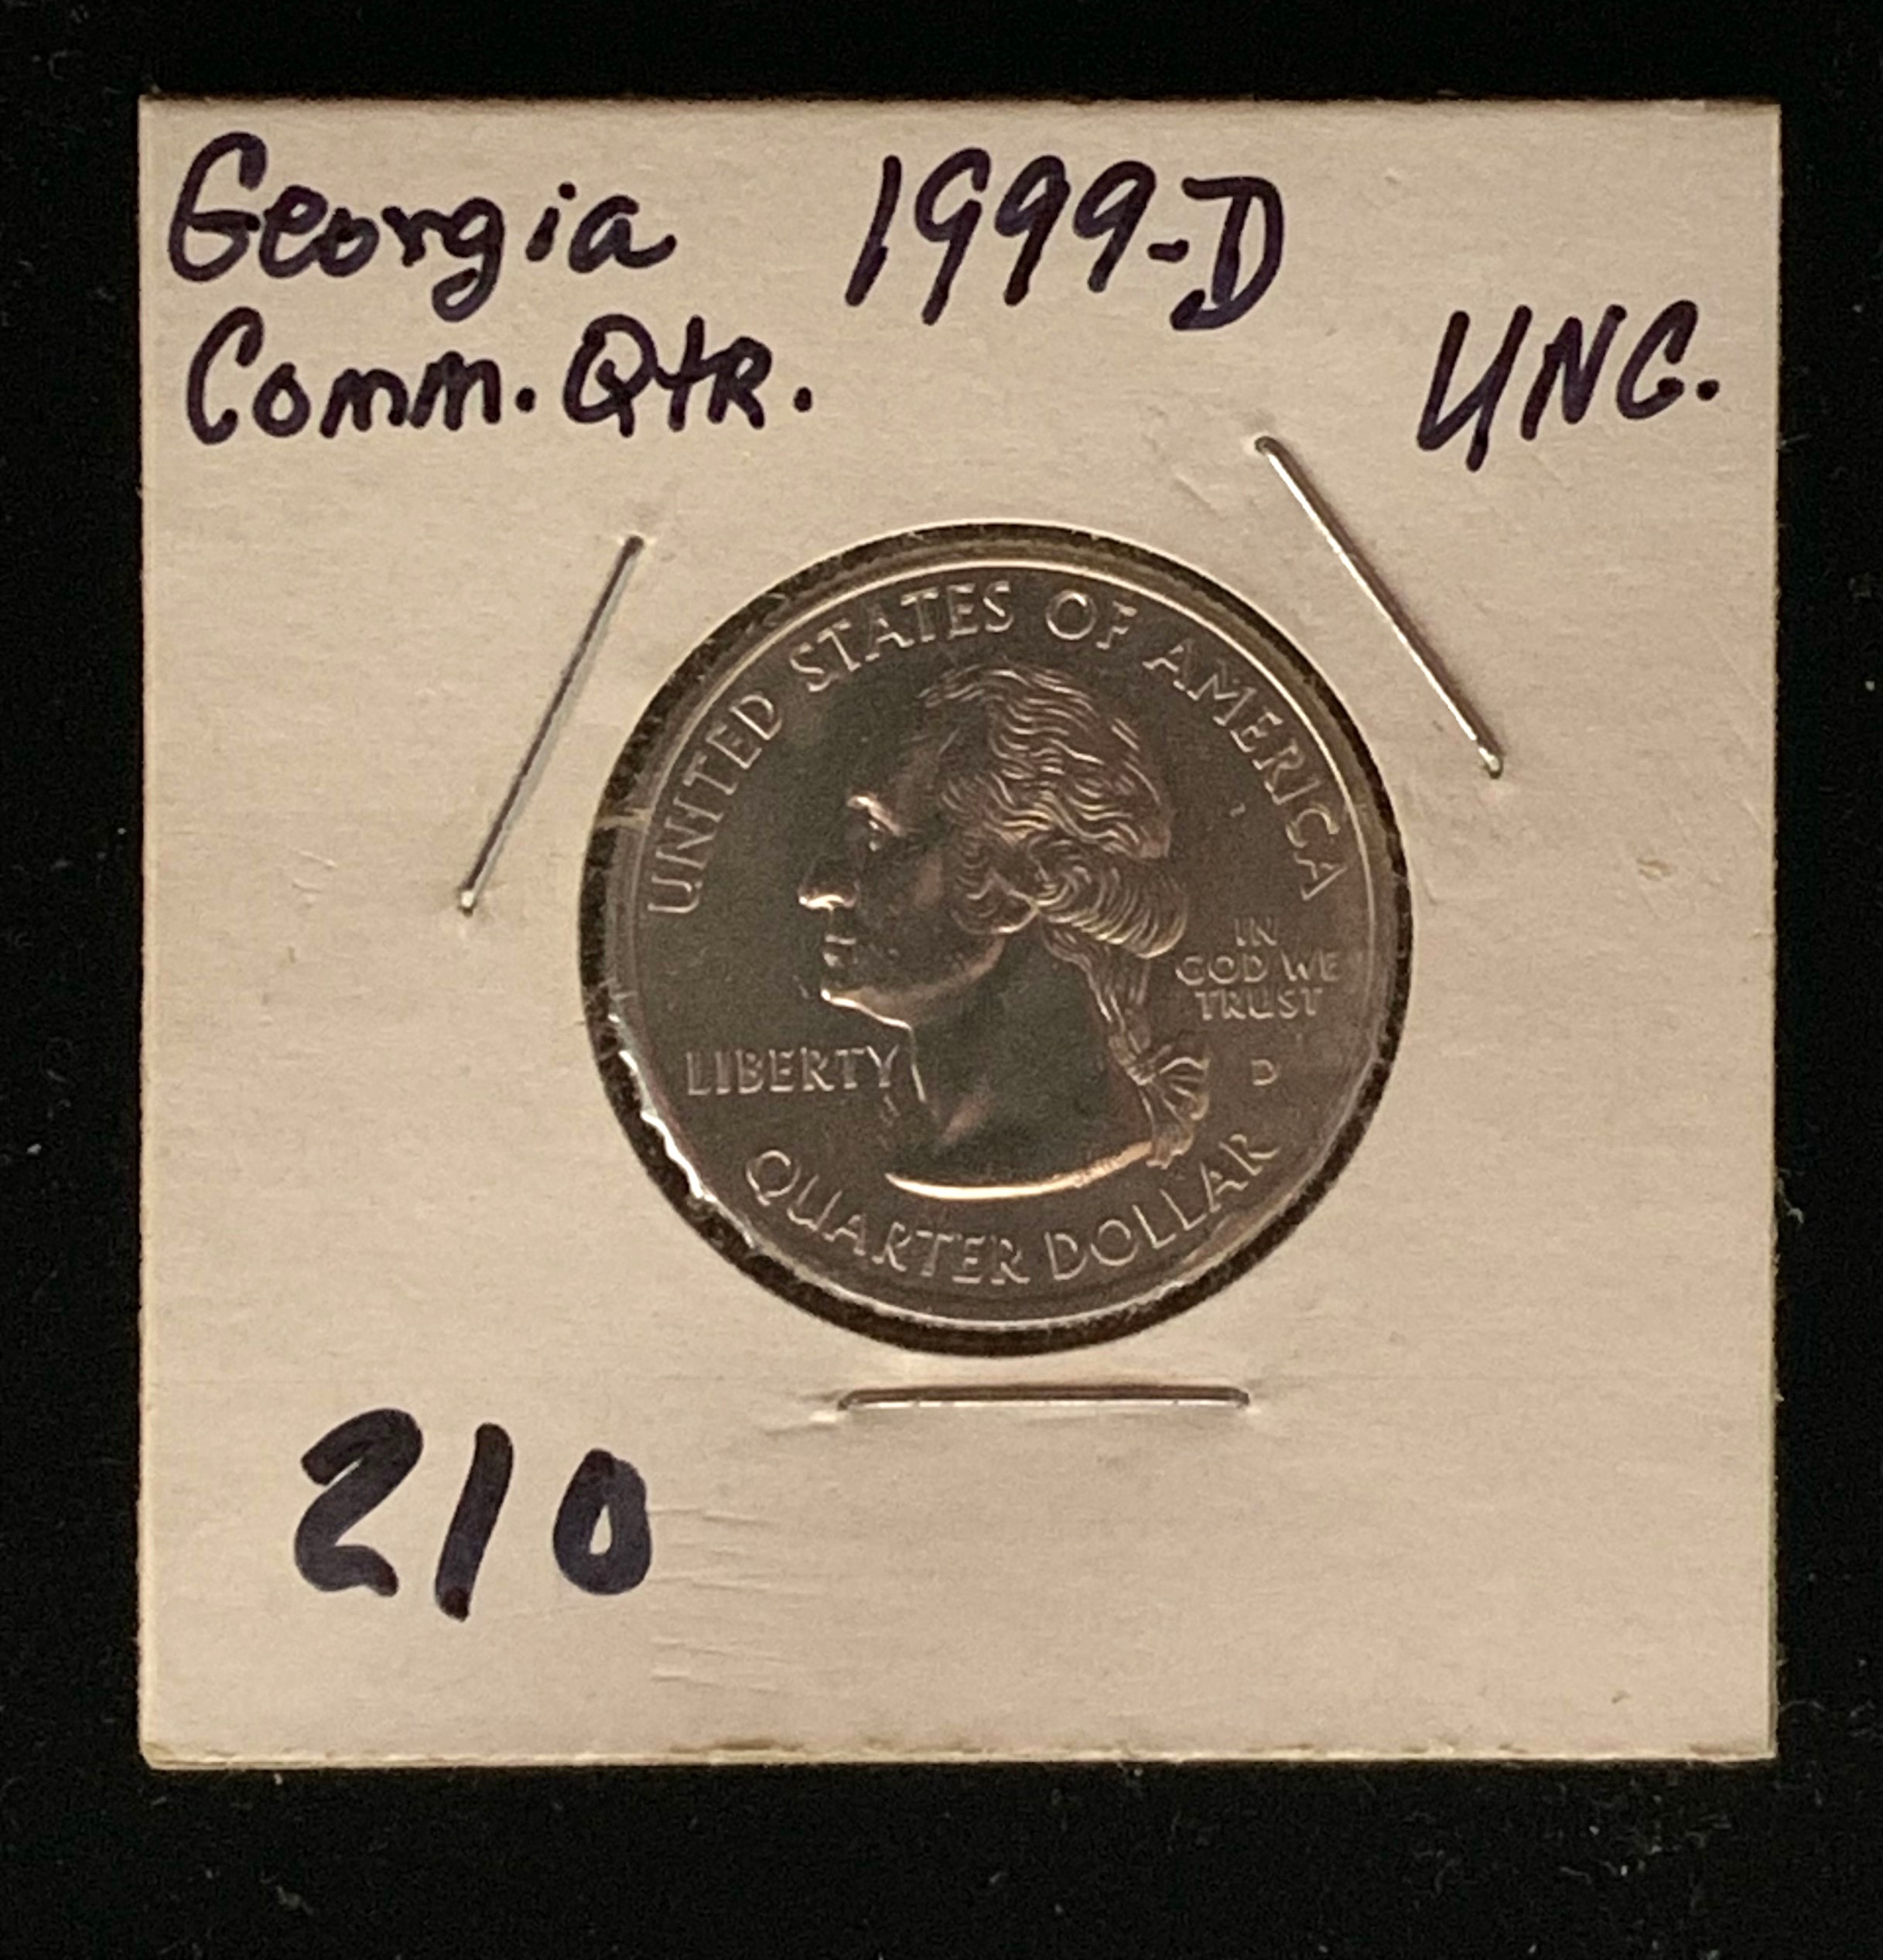 Georgia 1999-D
Comm. Qtr. UNC.
UNITED STATES OF AMERICA
IN
GOD WE
TRUST
LIBERTY
D
QUARTER DOLLAR
210